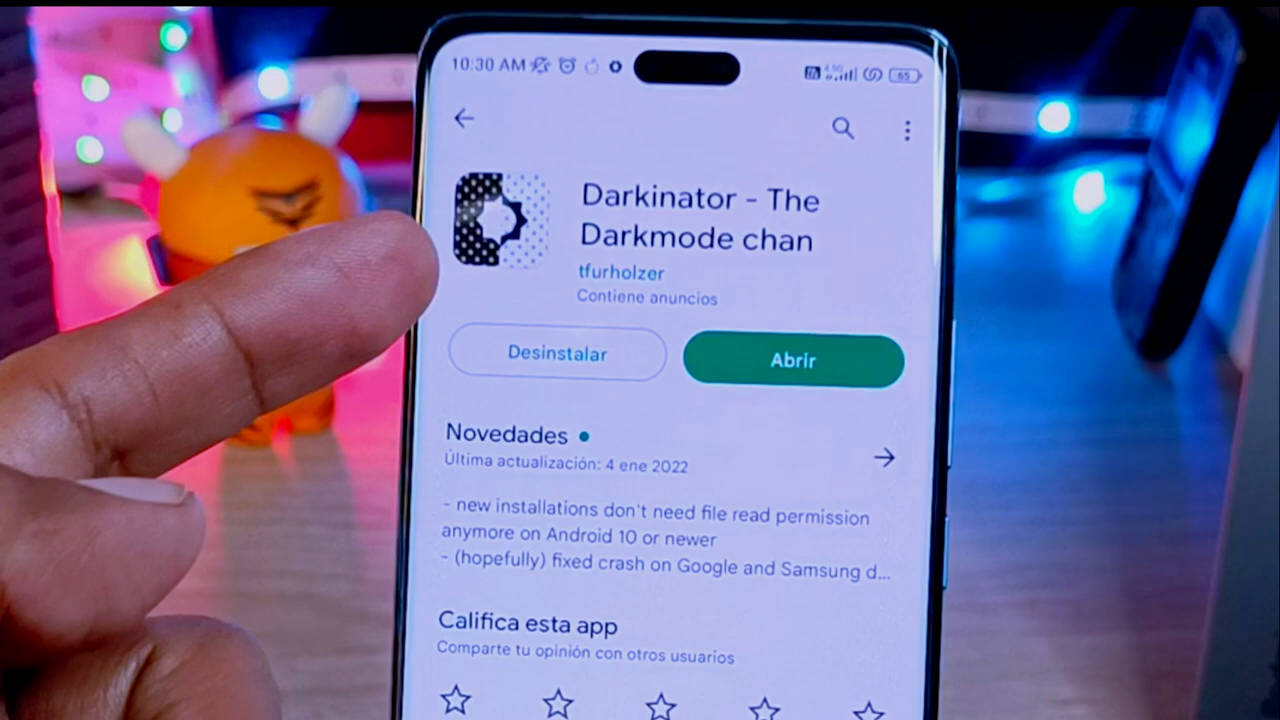 10:30 AM
65
Darkinator - The
Darkmode chan
tfurholzer
Contiene anuncios
Desinstalar
Abrir
Novedades
Última actualización: 4 ene 2022
- new installations don't need file read permission
anymore on Android 10 or newer
- (hopefully) fixed crash on Google and Samsung d...
Califica esta app
Comparte tu opinión con otros usuarios